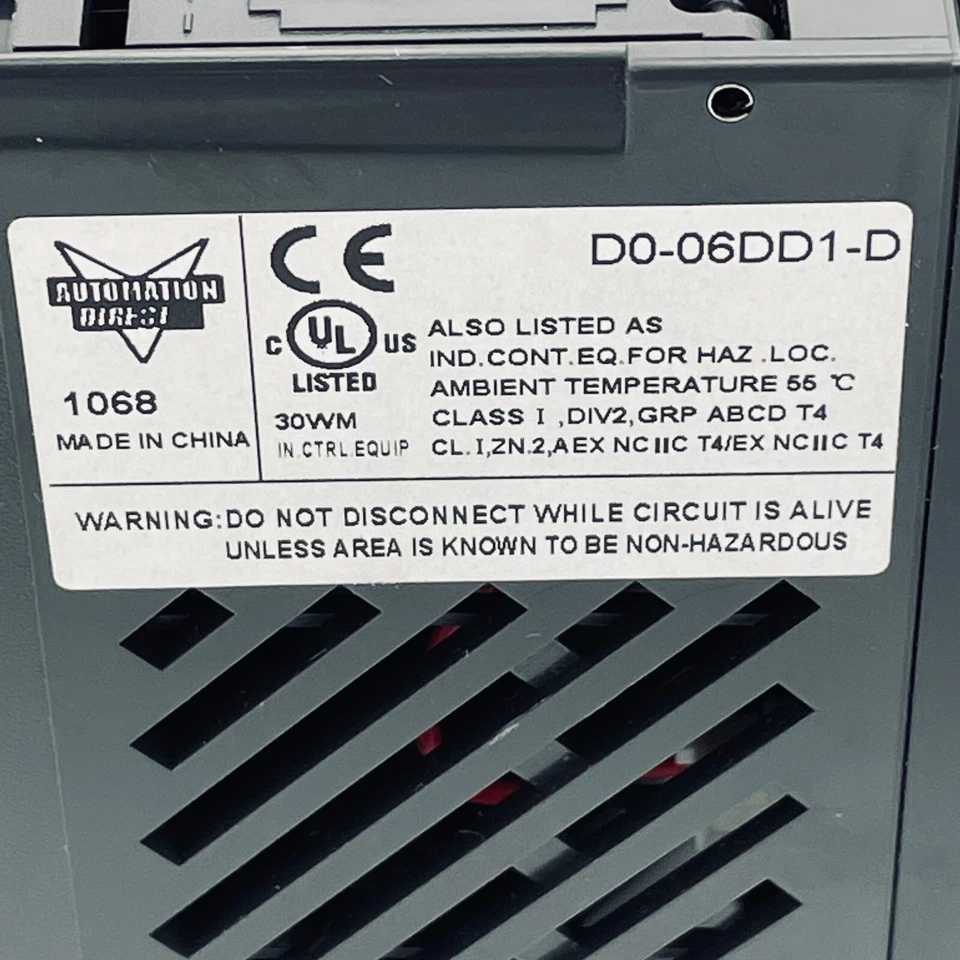 AUTOMATION
DIRECT
1068
MADE IN CHINA
CE
C UL US
LISTED
30WM
IN.CTRL.EQUIP
D0-06DD1-D
ALSO LISTED AS
IND.CONT.EQ.FOR HAZ .LOC.
AMBIENT TEMPERATURE 55 ℃
CLASS I ,DIV2,GRP ABCD T4
CL.I,ZN.2,AEX NCIIC T4/EX NCIIC T4
WARNING:DO NOT DISCONNECT WHILE CIRCUIT IS ALIVE
UNLESS AREA IS KNOWN TO BE NON-HAZARDOUS